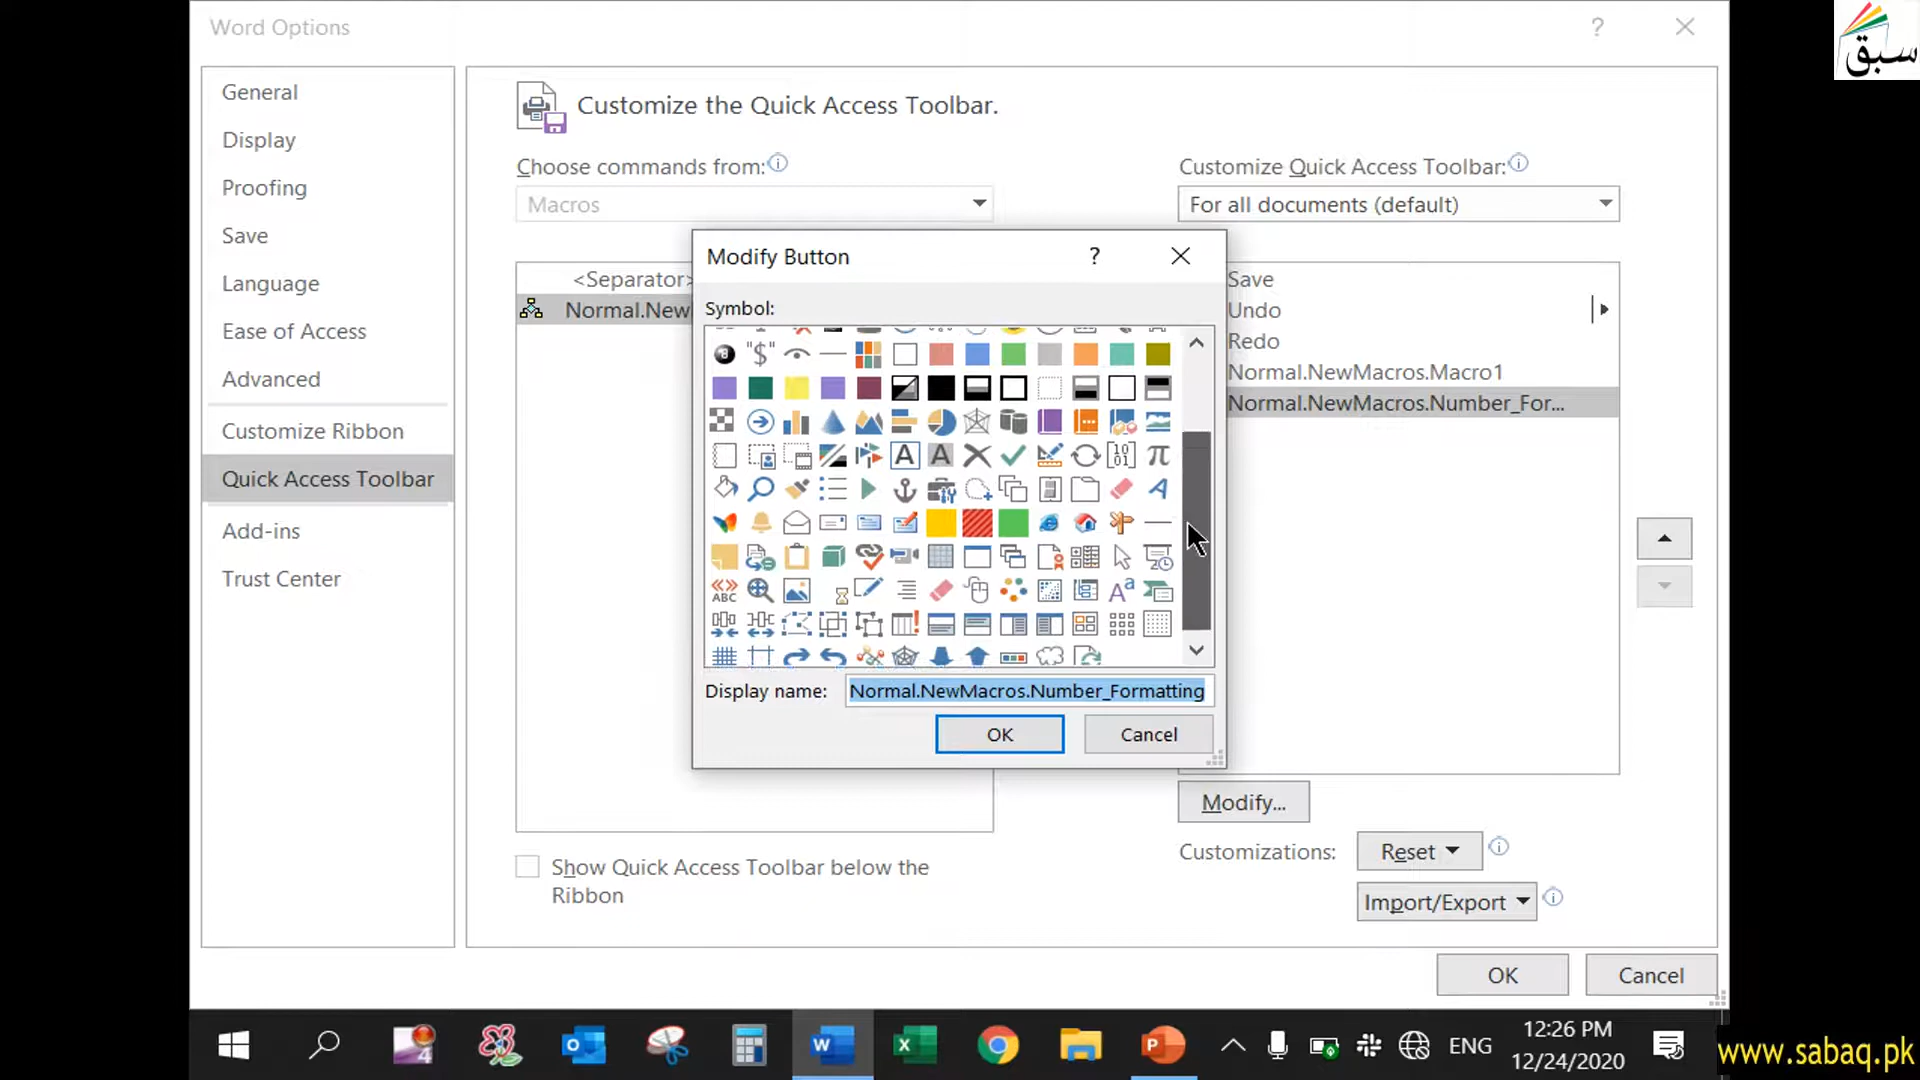 Word Options
سبق
General
Display
Proofing
Save
Language
Ease of Access
Advanced
Customize Ribbon
Quick Access Toolbar
Add-ins
Trust Center
Customize the Quick Access Toolbar.
Choose commands from:
Macros
Customize Quick Access Toolbar:
For all documents (default)
<Separator>
Normal.New
Save
Undo
Redo
Normal.NewMacros.Macro1
Normal.NewMacros.Number_For...
Modify Button
Symbol:
Display name: Normal.NewMacros.Number_Formatting
OK
Cancel
Modify...
Customizations: Reset
Import/Export
Show Quick Access Toolbar below the
Ribbon
OK
Cancel
ENG
12:26 PM
12/24/2020
www.sabaq.pk